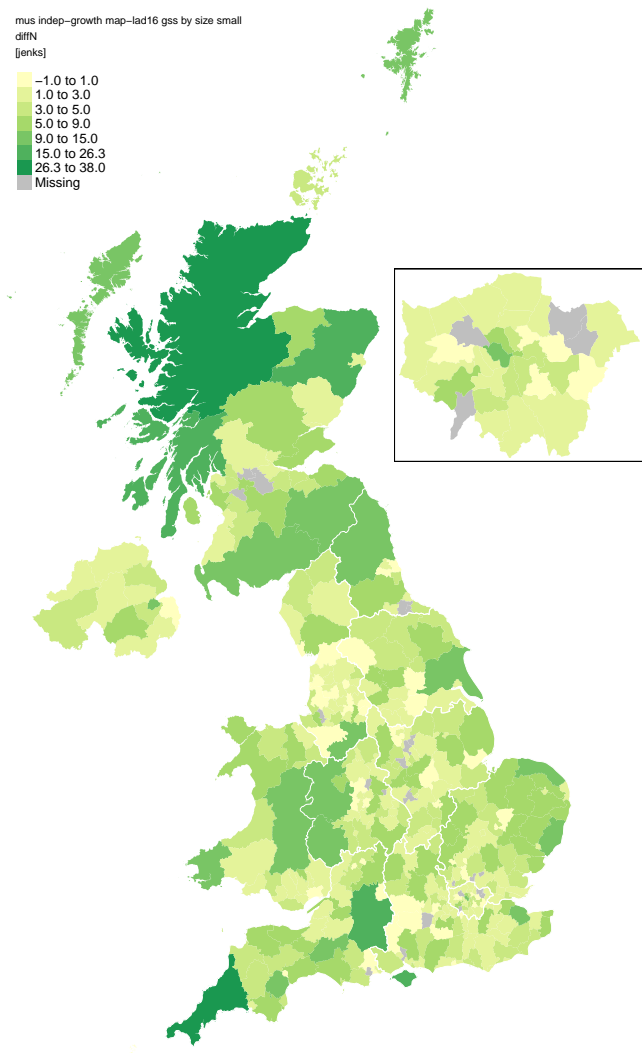 mus indep−growth map−lad16 gss by size small
diffN
[jenks]
−1.0 to 1.0
1.0 to 3.0
3.0 to 5.0
5.0 to 9.0
9.0 to 15.0
15.0 to 26.3
26.3 to 38.0
Missing